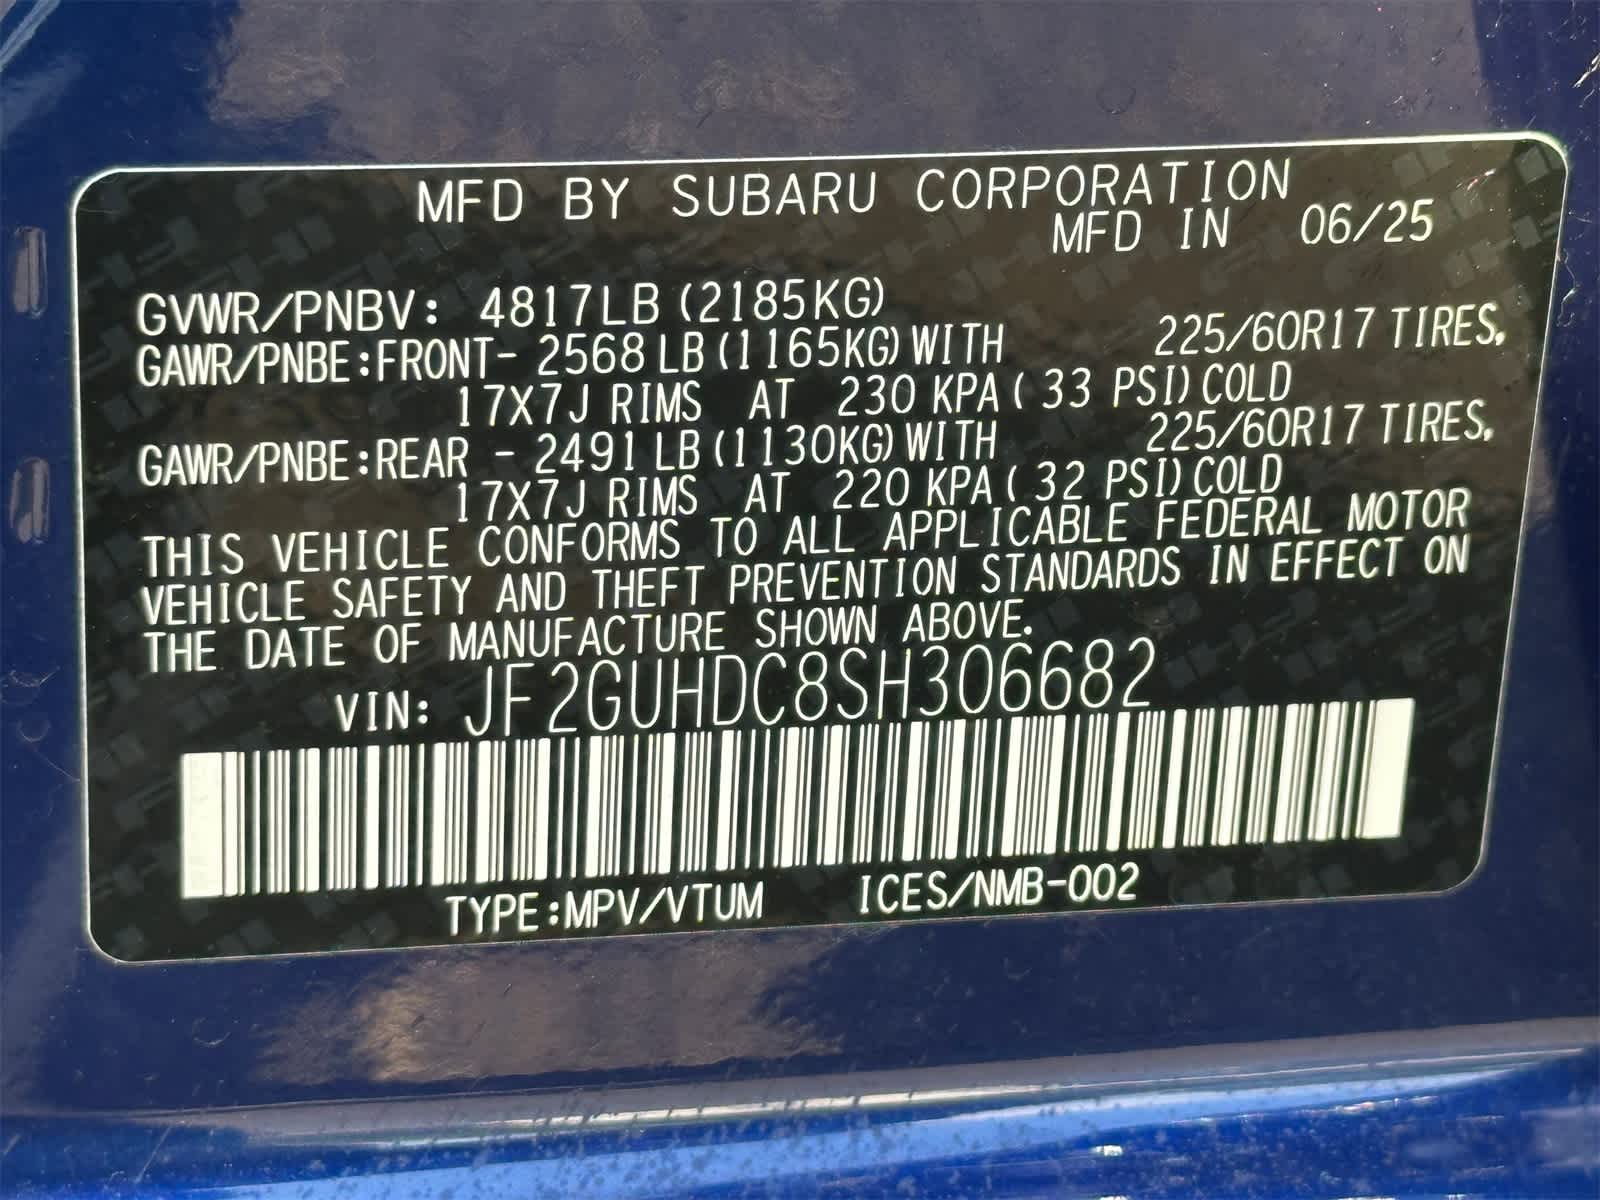 MFD BY SUBARU CORPORATION
MFD IN 06/25
GVWR/PNBV: 4817LB (2185KG)
GAWR/PNBE:FRONT- 2568 LB (1165KG) WITH 225/60R17 TIRES,
17X7J RIMS AT 230 KPA ( 33 PSI) COLD
GAWR/PNBE:REAR - 2491 LB (1130KG) WITH 225/60R17 TIRES,
17X7J RIMS AT 220 KPA ( 32 PSI) COLD
THIS VEHICLE CONFORMS TO ALL APPLICABLE FEDERAL MOTOR
VEHICLE SAFETY AND THEFT PREVENTION STANDARDS IN EFFECT ON
THE DATE OF MANUFACTURE SHOWN ABOVE.
VIN: JF2GUHDC8SH306682
TYPE:MPV/VTUM ICES/NMB-002